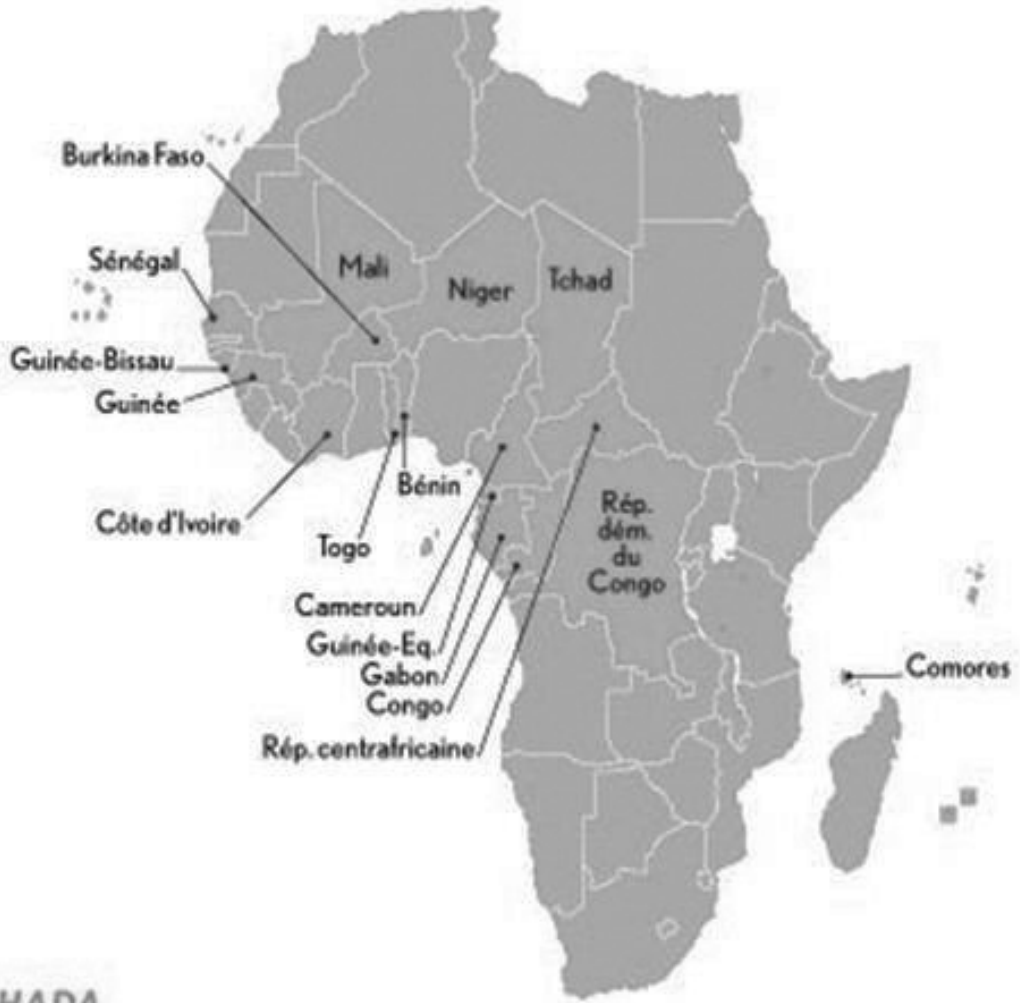 Burkina Faso
Sénégal
Mali
Niger
Tchad
Guinée-Bissau
Guinée
Côte d'Ivoire
Togo
Bénin
Rép.
dém.
du
Congo
Cameroun
Guinée-Eq.
Gabon
Congo
Rép. centrafricaine
Comores